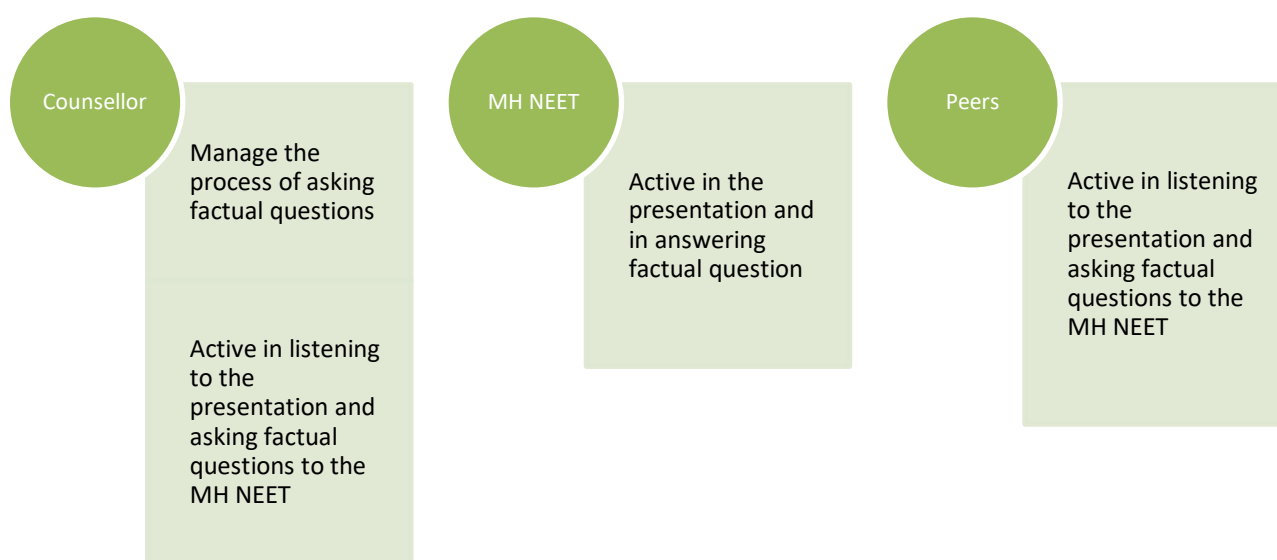 Counsellor
Manage the
process of asking
factual questions
Active in listening
to the
presentation and
asking factual
questions to the
MH NEET
MH NEET
Active in the
presentation and
in answering
factual question
Peers
Active in listening
to the
presentation and
asking factual
questions to the
MH NEET